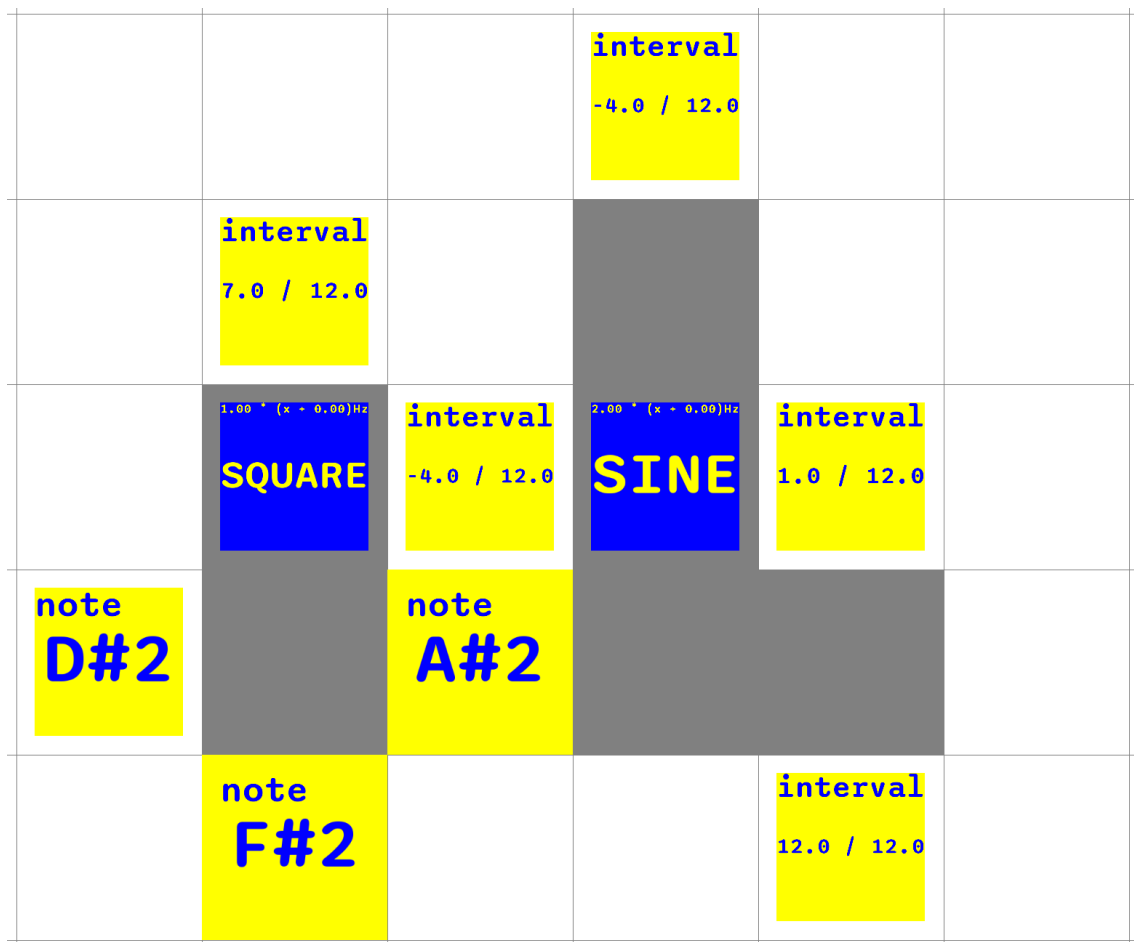 interval
-4.0 / 12.0
interval
7.0 / 12.0
1.00 * (x + 0.00)Hz
SQUARE
interval
-4.0 / 12.0
2.00 * (x + 0.00)Hz
SINE
interval
1.0 / 12.0
note
D#2
note
A#2
note
F#2
interval
12.0 / 12.0